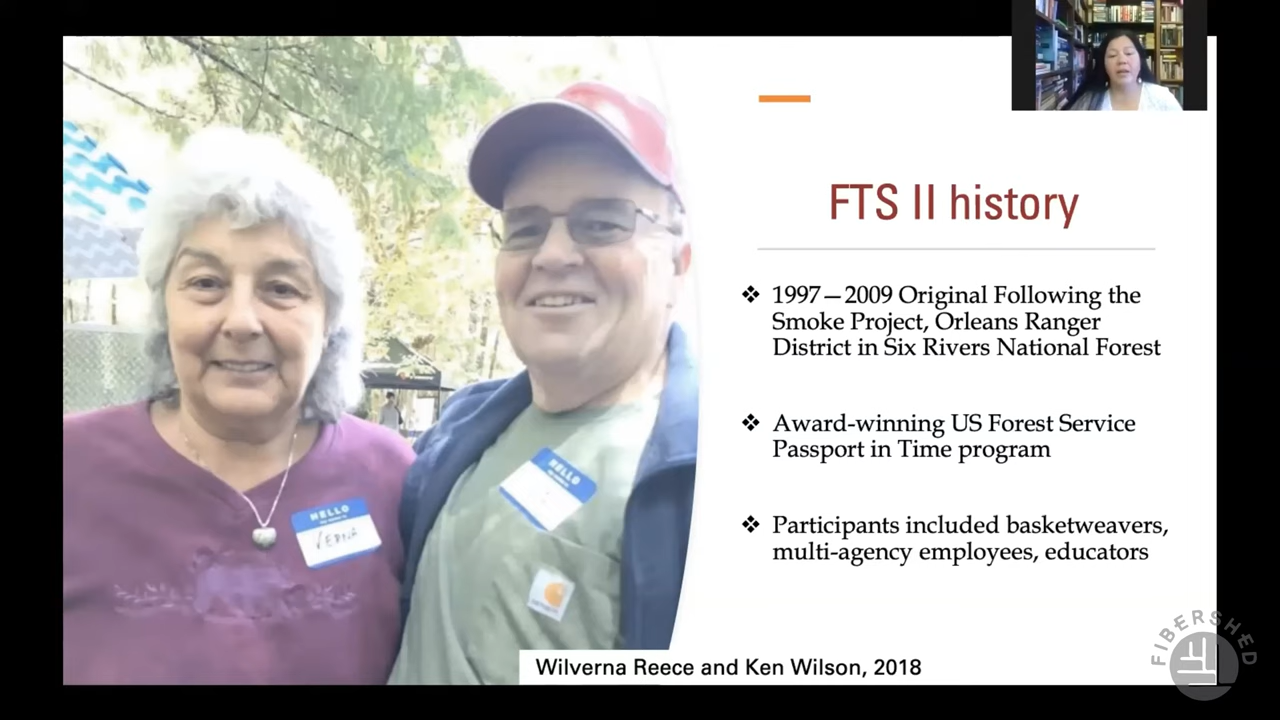 FTS II history
❖ 1997—2009 Original Following the
Smoke Project, Orleans Ranger
District in Six Rivers National Forest
❖ Award-winning US Forest Service
Passport in Time program
❖ Participants included basketweavers,
multi-agency employees, educators
HELLO
VERNA
HELLO
carhartt
Wilverna Reece and Ken Wilson, 2018
FIBERSHED